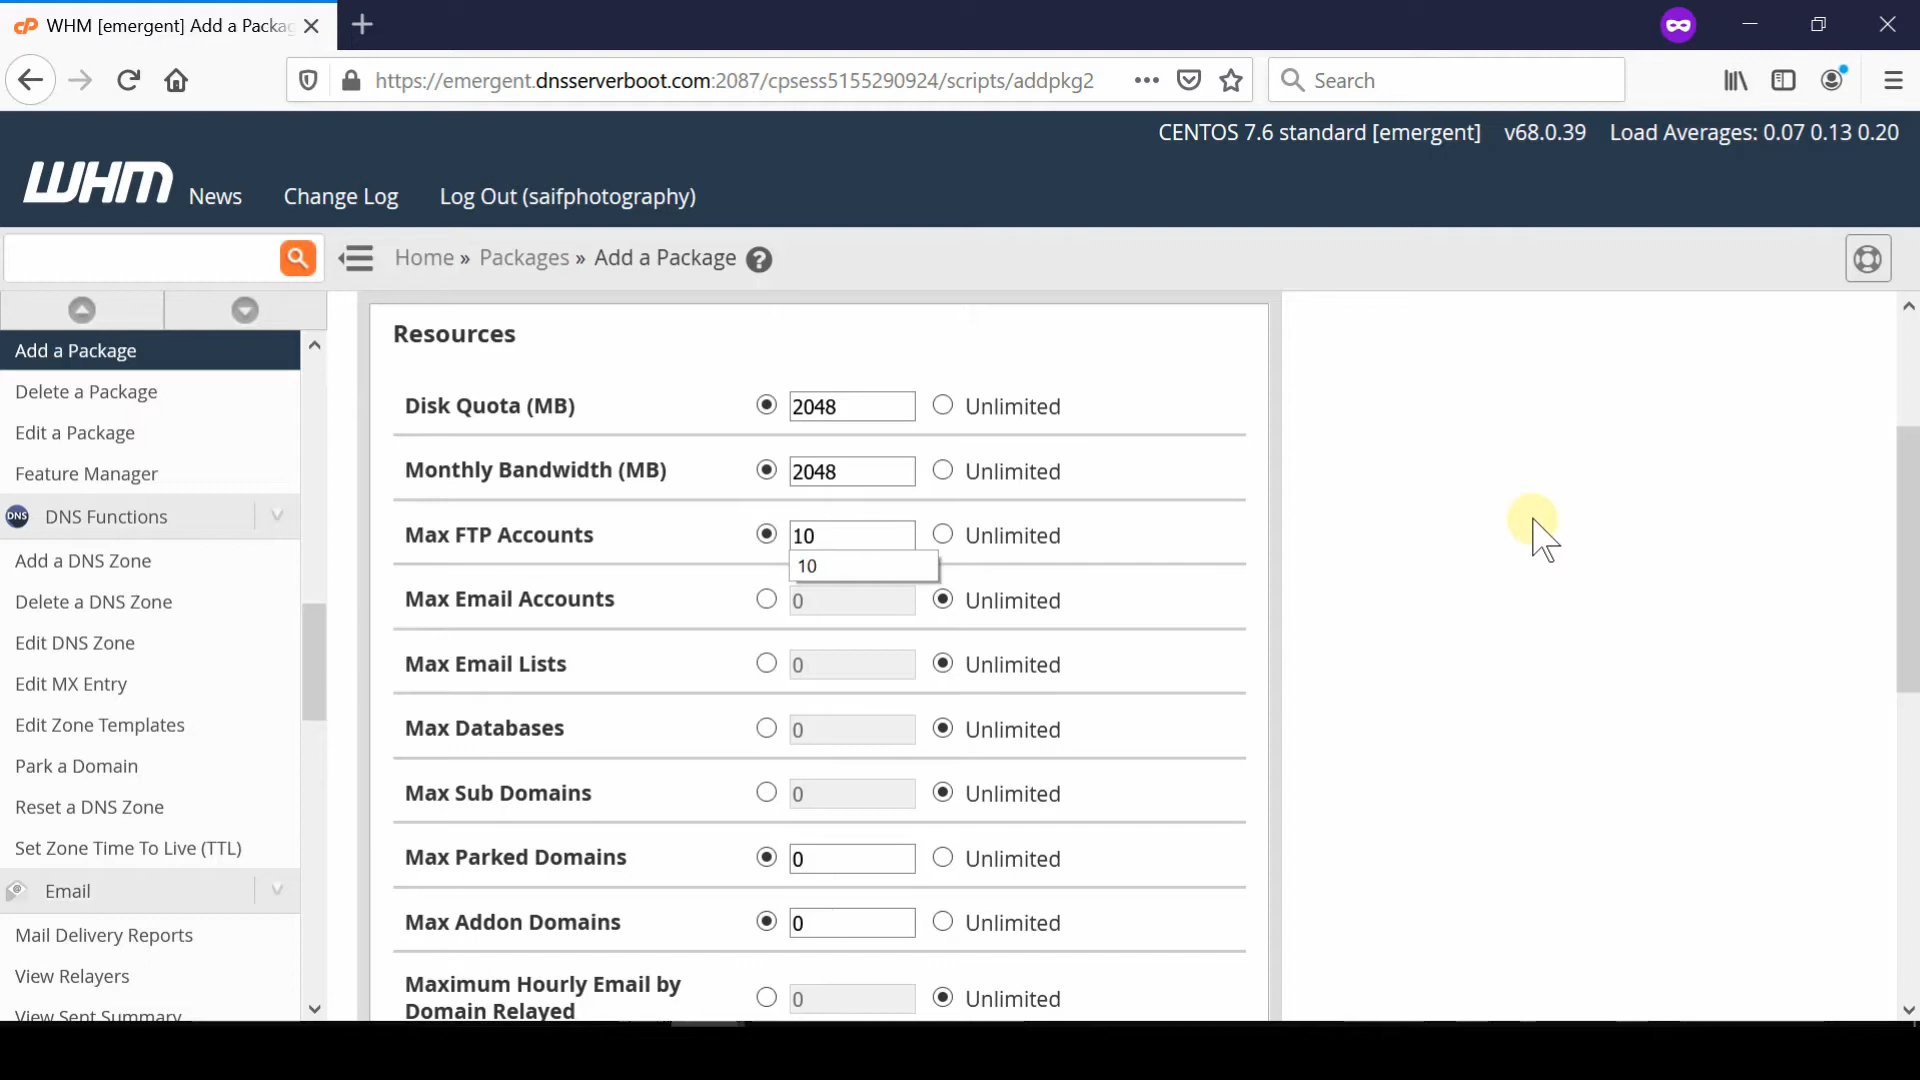 WHM [emergent] Add a Packag
https://emergent.dnsserverboot.com:2087/cpsess5155290924/scripts/addpkg2
Search
CENTOS 7.6 standard [emergent] v68.0.39 Load Averages: 0.07 0.13 0.20
WHM News Change Log Log Out (saifphotography)
Home » Packages » Add a Package
Add a Package
Delete a Package
Edit a Package
Feature Manager
DNS DNS Functions
Add a DNS Zone
Delete a DNS Zone
Edit DNS Zone
Edit MX Entry
Edit Zone Templates
Park a Domain
Reset a DNS Zone
Set Zone Time To Live (TTL)
Email
Mail Delivery Reports
View Relayers
View Sent Summary
Resources
Disk Quota (MB) 2048 Unlimited
Monthly Bandwidth (MB) 2048 Unlimited
Max FTP Accounts 10 Unlimited
10
Max Email Accounts 0 Unlimited
Max Email Lists 0 Unlimited
Max Databases 0 Unlimited
Max Sub Domains 0 Unlimited
Max Parked Domains 0 Unlimited
Max Addon Domains 0 Unlimited
Maximum Hourly Email by
Domain Relayed 0 Unlimited